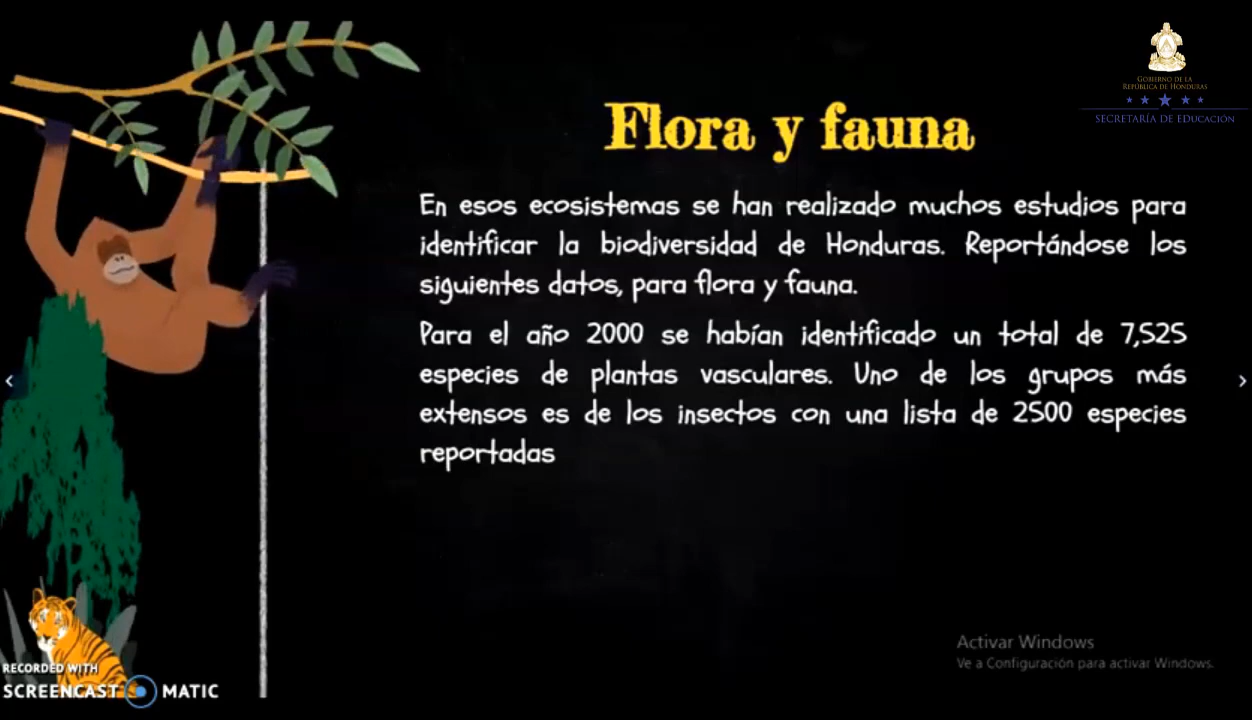 GOBIERNO DE LA
REPÚBLICA DE HONDURAS
SECRETARÍA DE EDUCACIÓN
Flora y fauna
En esos ecosistemas se han realizado muchos estudios para
identificar la biodiversidad de Honduras. Reportándose los
siguientes datos, para flora y fauna.
Para el año 2000 se habían identificado un total de 7,525
especies de plantas vasculares. Uno de los grupos más
extensos es de los insectos con una lista de 2500 especies
reportadas
Activar Windows
Ve a Configuración para activar Windows.
RECORDED WITH
SCREENCAST MATIC